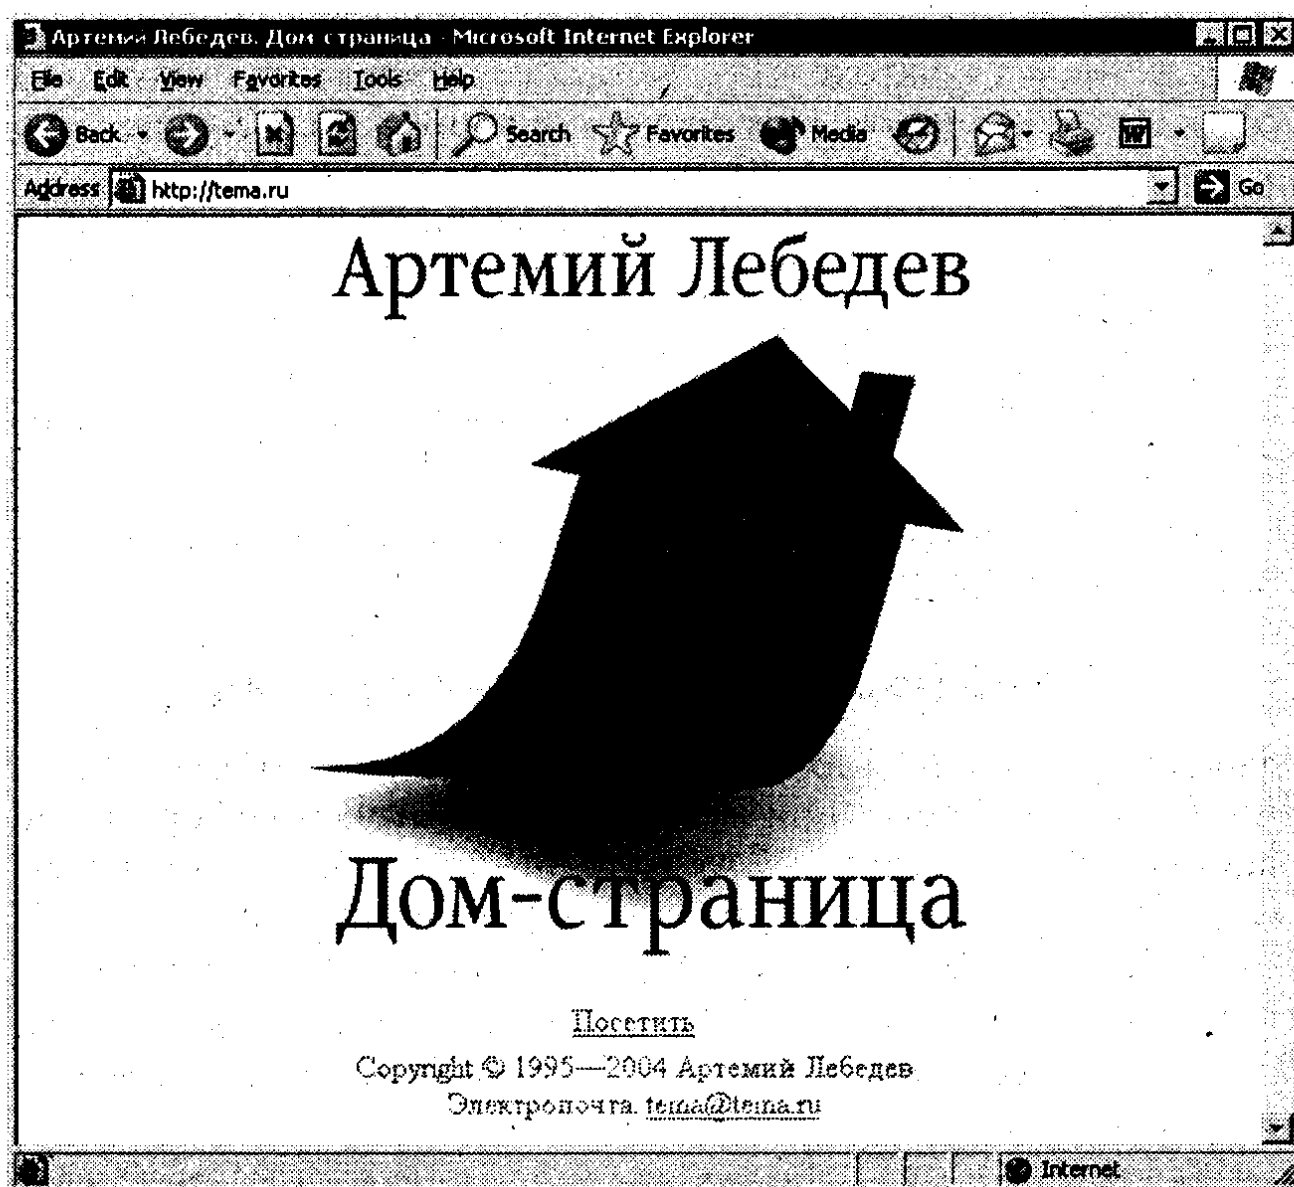 Артемий Лебедев. Дом-страница - Microsoft Internet Explorer
File Edit View Favorites Tools Help
Back Search Favorites Media
Address http://tema.ru Go
Артемий Лебедев
Дом-страница
Посетить
Copyright © 1995—2004 Артемий Лебедев
Электропочта: tema@tema.ru
Internet